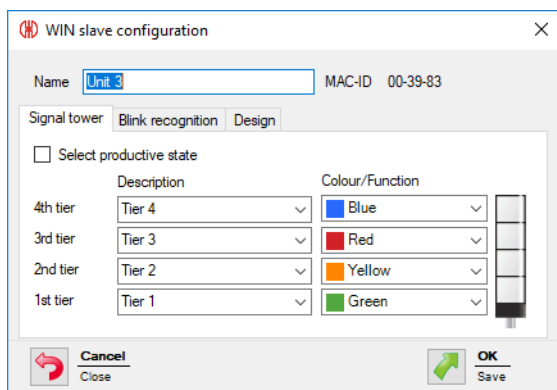 WIN slave configuration
Name Unit 3 MAC-ID 00-39-83
Signal tower Blink recognition Design
Select productive state
Description Colour/Function
4th tier Tier 4 Blue
3rd tier Tier 3 Red
2nd tier Tier 2 Yellow
1st tier Tier 1 Green
Cancel OK
Close Save